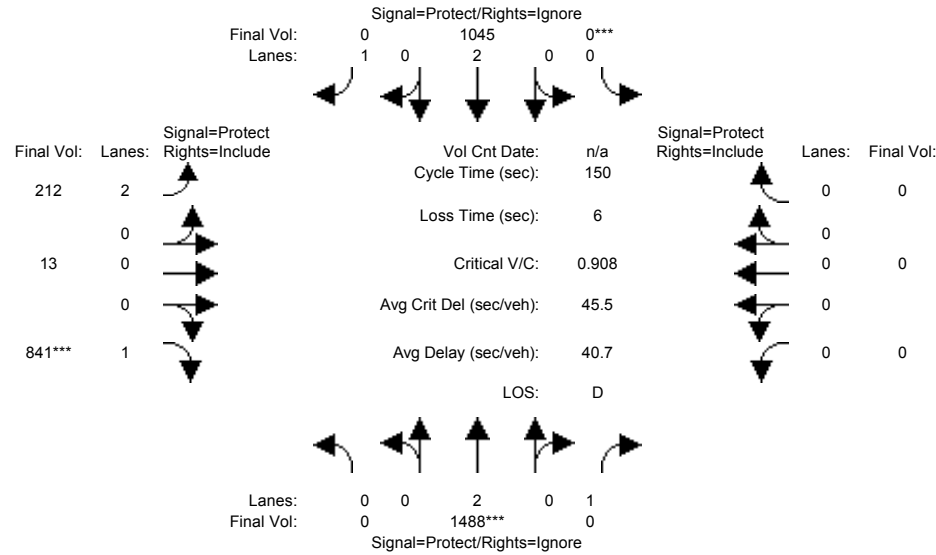 Signal=Protect/Rights=Ignore
Final Vol: 0 1045 0***
Lanes: 1 0 2 0 0
Signal=Protect Signal=Protect
Final Vol: Lanes: Rights=Include Vol Cnt Date: n/a Rights=Include Lanes: Final Vol:
Cycle Time (sec): 150
212 2 0 0
Loss Time (sec): 6
0 0
13 0 Critical V/C: 0.908 0 0
0 Avg Crit Del (sec/veh): 45.5 0
841*** 1 Avg Delay (sec/veh): 40.7 0 0
LOS: D
Lanes: 0 0 2 0 1
Final Vol: 0 1488*** 0
Signal=Protect/Rights=Ignore